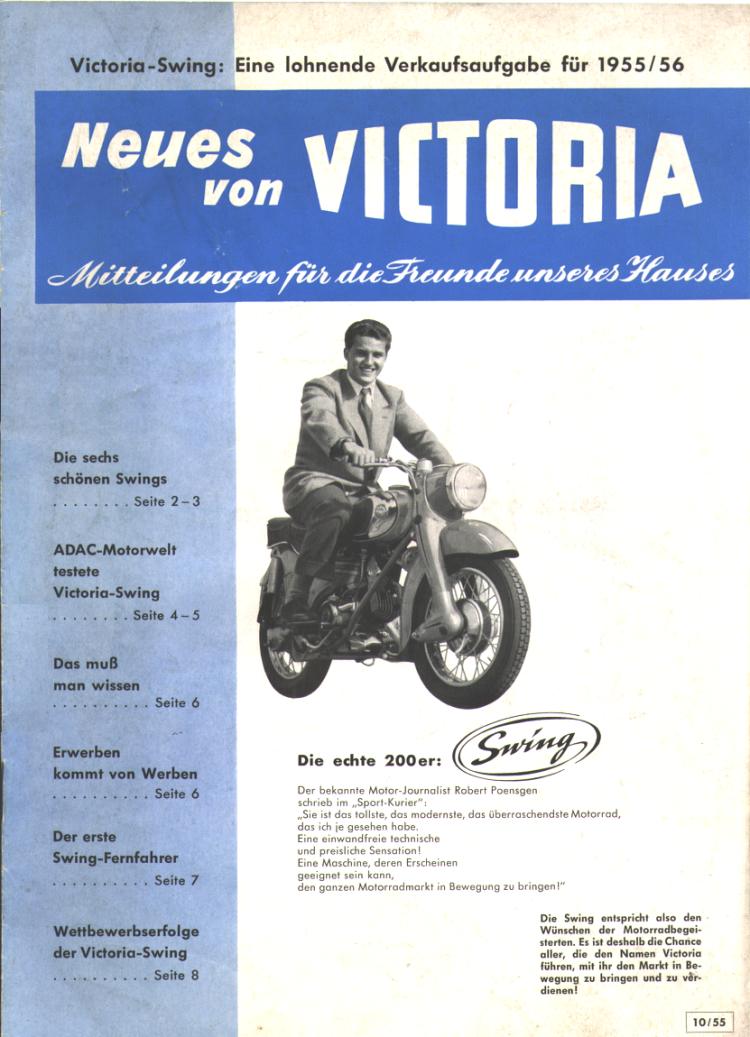 Victoria-Swing: Eine lohnende Verkaufsaufgabe für 1955/56
Neues
von VICTORIA
Mitteilungen für die Freunde unseres Hauses
Die sechs
schönen Swings
. . . . . . . . Seite 2–3
ADAC-Motorwelt
testete
Victoria-Swing
. . . . . . . . Seite 4–5
Das muß
man wissen
. . . . . . . . . . Seite 6
Erwerben
kommt von Werben
. . . . . . . . . . Seite 6
Der erste
Swing-Fernfahrer
. . . . . . . . . . Seite 7
Wettbewerbserfolge
der Victoria-Swing
. . . . . . . . . . Seite 8
Die echte 200er: Swing
Der bekannte Motor-Journalist Robert Poensgen
schrieb im „Sport-Kurier":
„Sie ist das tollste, das modernste, das überraschendste Motorrad,
das ich je gesehen habe.
Eine einwandfreie technische
und preisliche Sensation!
Eine Maschine, deren Erscheinen
geeignet sein kann,
den ganzen Motorradmarkt in Bewegung zu bringen!"
Die Swing entspricht also den
Wünschen der Motorradbegei-
sterten. Es ist deshalb die Chance
aller, die den Namen Victoria
führen, mit ihr den Markt in Be-
wegung zu bringen und zu ver-
dienen!
10/55